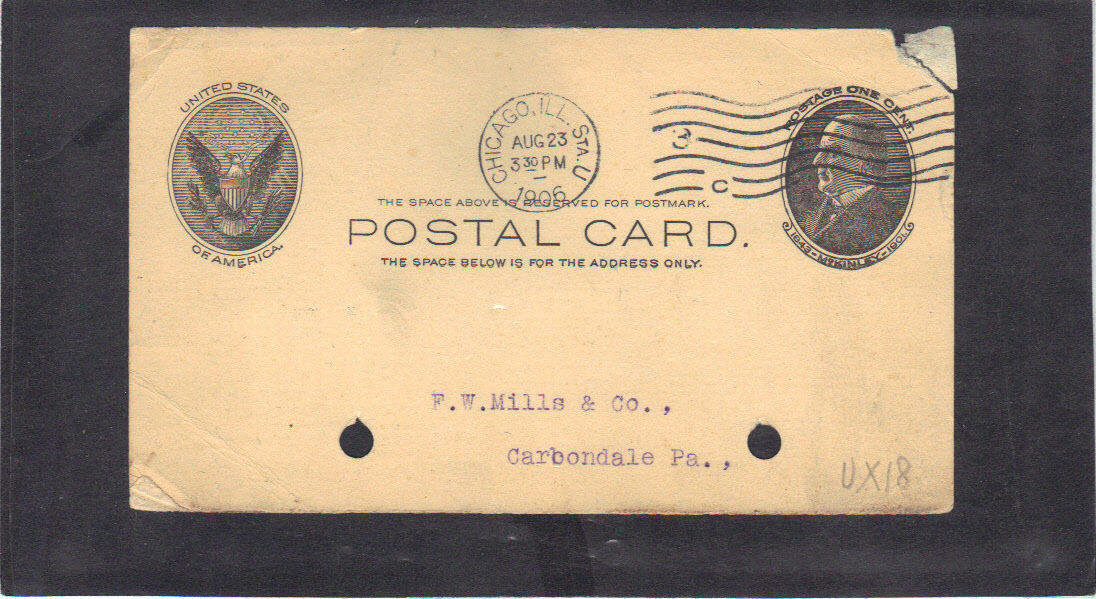 UNITED STATES
OF AMERICA.
CHICAGO, ILL. STA. U
AUG 23
3 30 PM
1906
3
C
POSTAGE ONE CENT.
1843-McKINLEY-1901.
THE SPACE ABOVE IS RESERVED FOR POSTMARK.
POSTAL CARD.
THE SPACE BELOW IS FOR THE ADDRESS ONLY.
F.W.Mills & Co.,
Carbondale Pa.,
UX18